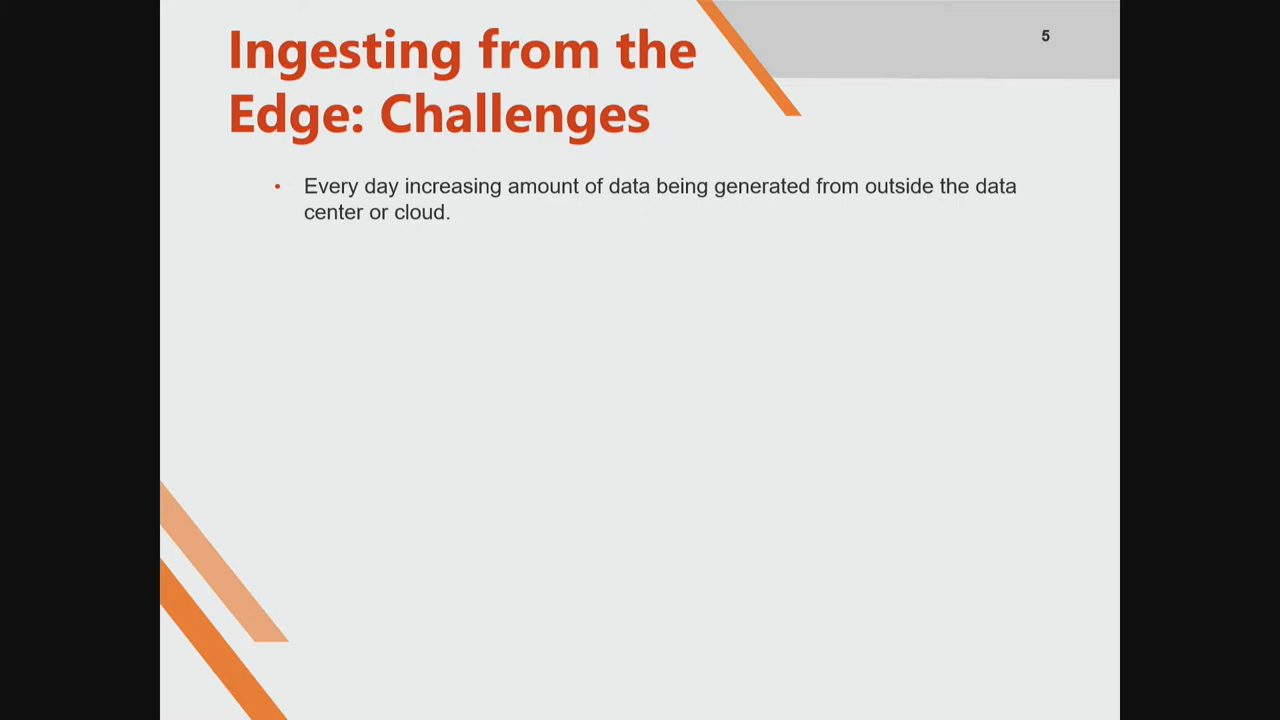 5
Ingesting from the
Edge: Challenges
• Every day increasing amount of data being generated from outside the data
center or cloud.